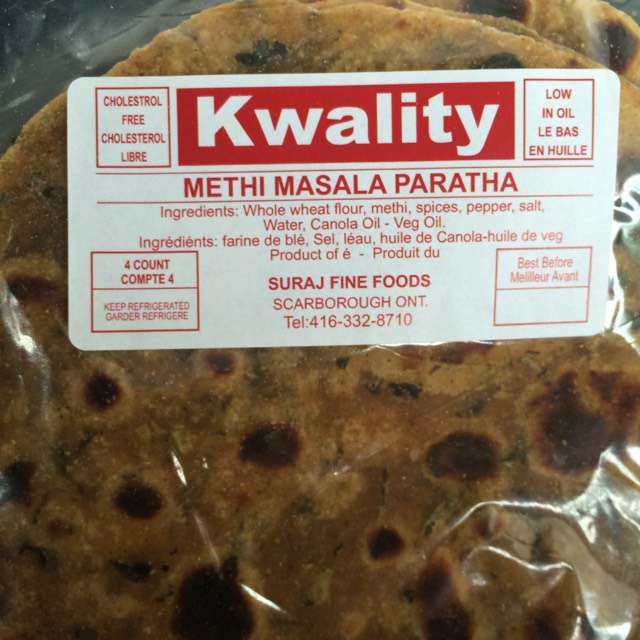 CHOLESTROL
FREE
CHOLESTEROL
LIBRE
Kwality
LOW
IN OIL
LE BAS
EN HUILLE
METHI MASALA PARATHA
Ingredients: Whole wheat flour, methi, spices, pepper, salt,
Water, Canola Oil - Veg Oil.
Ingrédiénts: farine de blé, Sel, léau, huile de Canola-huile de veg
Product of é - Produit du
4 COUNT
COMPTE 4
KEEP REFRIGERATED
GARDER REFRIGERE
SURAJ FINE FOODS
SCARBOROUGH ONT.
Tel:416-332-8710
Best Before
Melilleur Avant